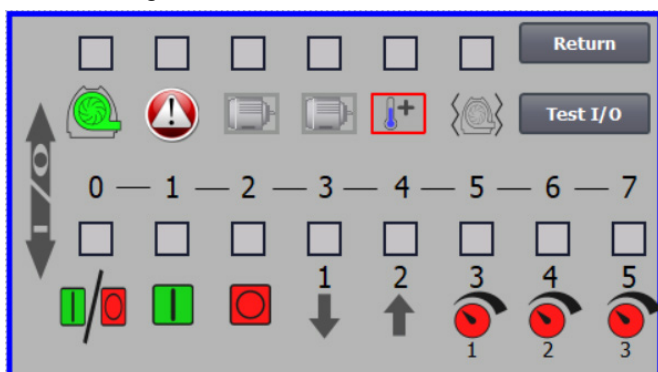 Return
Test I/O
I/O
0 — 1 — 2 — 3 — 4 — 5 — 6 — 7
1 2 3 4 5
1 2 3